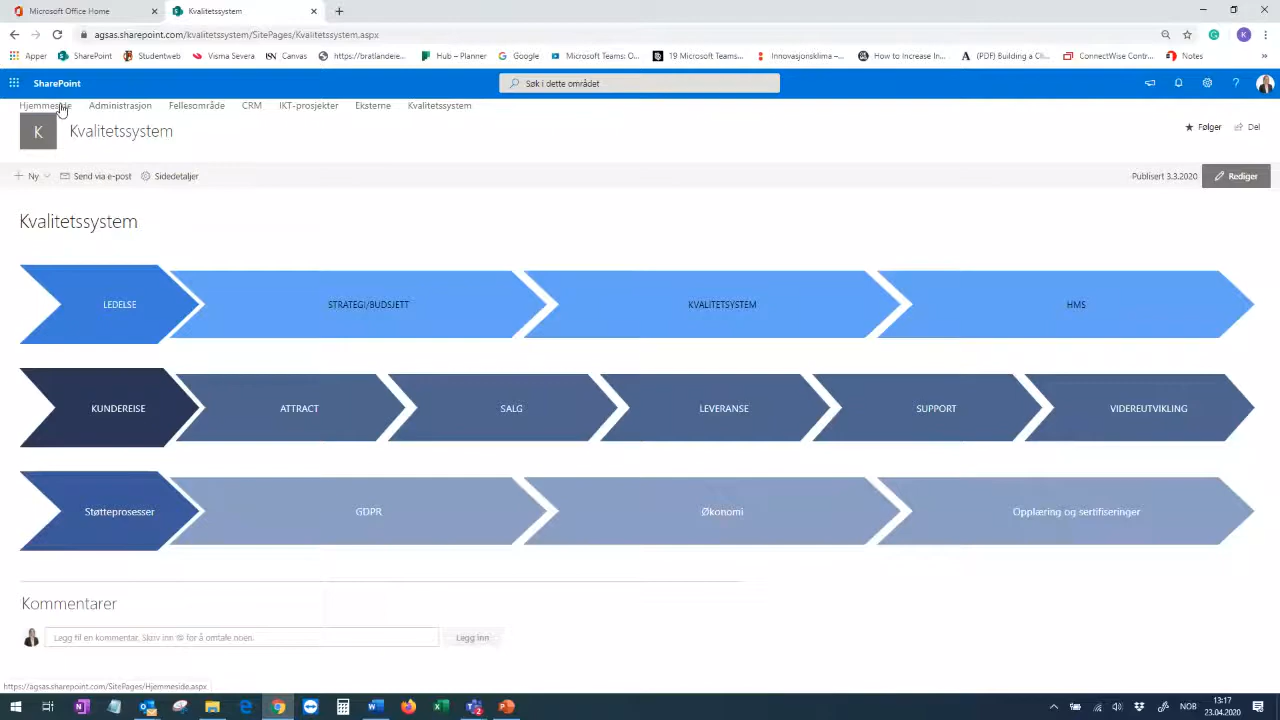 Microsoft Office Home
Kvalitetssystem
agsas.sharepoint.com/kvalitetssystem/SitePages/Kvalitetssystem.aspx
K
Apper
SharePoint
Studentweb
Visma Severa
Canvas
https://bratlandeie...
Hub – Planner
Google
Microsoft Teams: O...
19 Microsoft Teams...
Innovasjonsklima –...
How to Increase In...
(PDF) Building a Cli...
ConnectWise Contr...
Notes
SharePoint
Søk i dette området
Hjemmeside Administrasjon Fellesområde CRM IKT-prosjekter Eksterne Kvalitetssystem
K
Kvalitetssystem
Følger Del
Ny Send via e-post Sidedetaljer
Publisert 3.3.2020 Rediger
Kvalitetssystem
LEDELSE STRATEGI/BUDSJETT KVALITETSYSTEM HMS
KUNDEREISE ATTRACT SALG LEVERANSE SUPPORT VIDEREUTVIKLING
Støtteprosesser GDPR Økonomi Opplæring og sertifiseringer
Kommentarer
Legg til en kommentar. Skriv inn @ for å omtale noen.
Legg inn
https://agsas.sharepoint.com/SitePages/Hjemmeside.aspx
NOB
13:17
23.04.2020